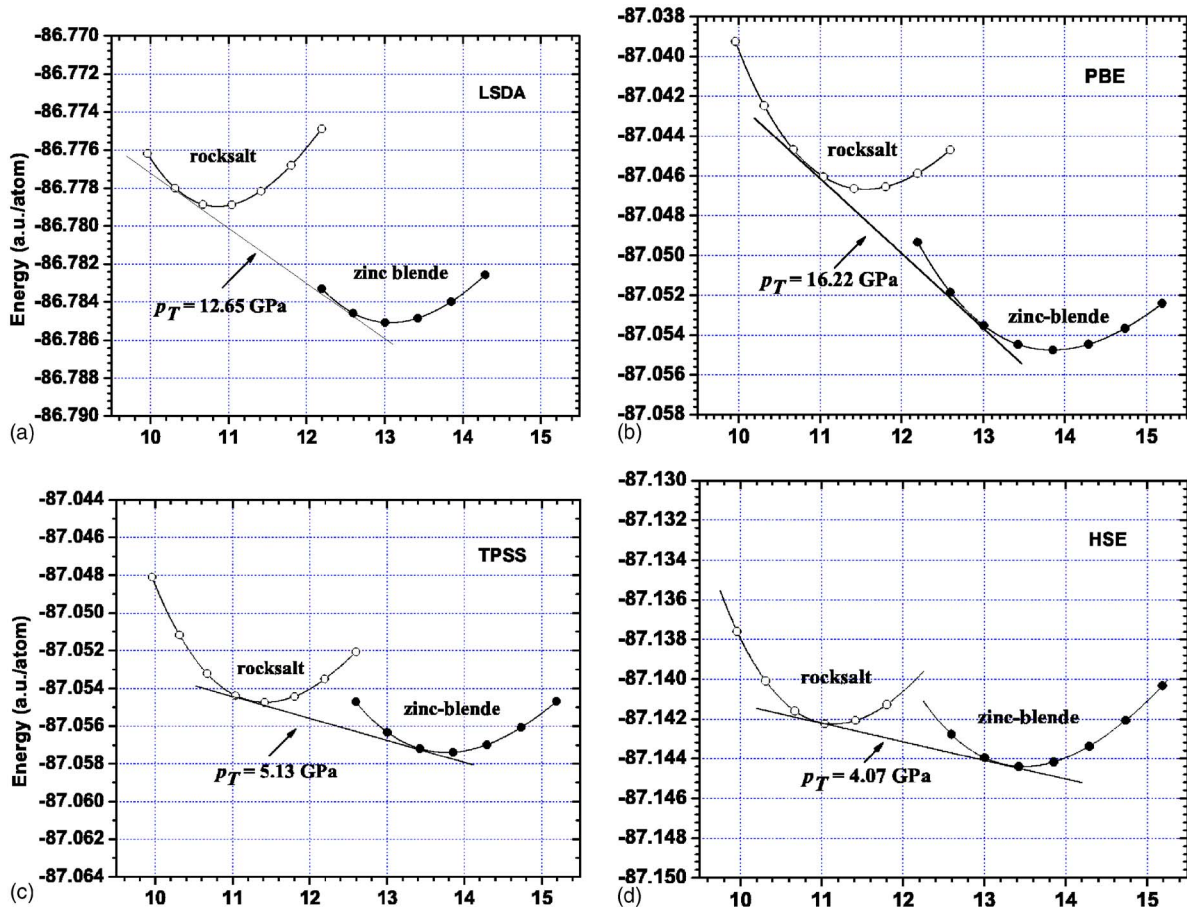 -86.770
-86.772
-86.774
-86.776
-86.778
-86.780
-86.782
-86.784
-86.786
-86.788
-86.790
Energy (a.u./atom)
LSDA
rocksalt
zinc blende
pT = 12.65 GPa
(a)
10 11 12 13 14 15
-87.038
-87.040
-87.042
-87.044
-87.046
-87.048
-87.050
-87.052
-87.054
-87.056
-87.058
PBE
rocksalt
pT = 16.22 GPa
zinc-blende
(b)
10 11 12 13 14 15
-87.044
-87.046
-87.048
-87.050
-87.052
-87.054
-87.056
-87.058
-87.060
-87.062
-87.064
Energy (a.u./atom)
TPSS
rocksalt
zinc-blende
pT = 5.13 GPa
(c)
10 11 12 13 14 15
-87.130
-87.132
-87.134
-87.136
-87.138
-87.140
-87.142
-87.144
-87.145
-87.148
-87.150
HSE
rocksalt
zinc-blende
pT = 4.07 GPa
(d)
10 11 12 13 14 15